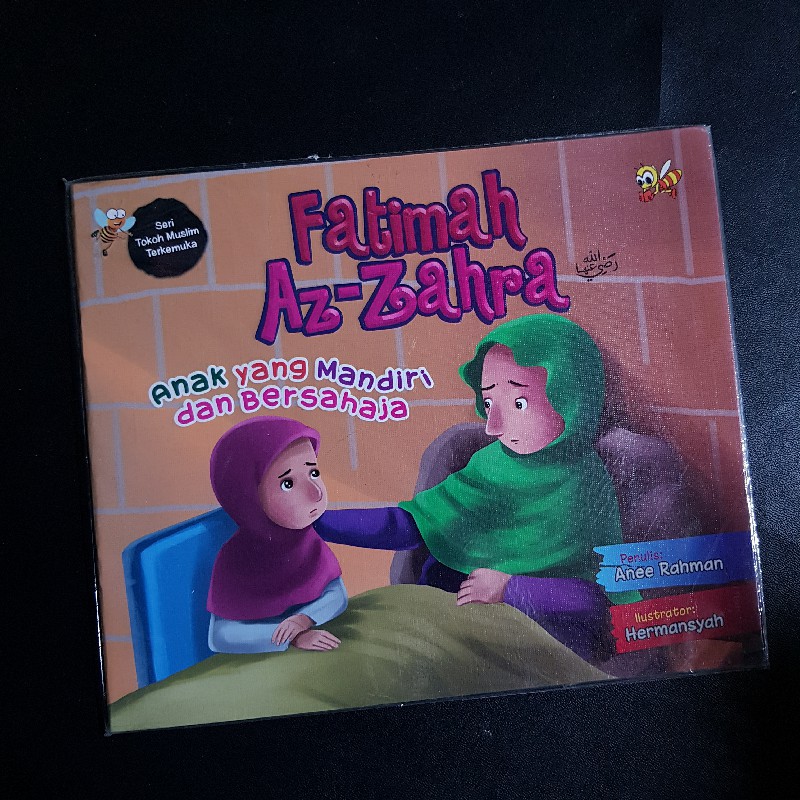 Seri
Tokoh Muslim
Terkemuka
Fatimah
Az-Zahra
رضي الله عنها
Anak yang Mandiri
dan Bersahaja
Penulis:
Anee Rahman
Ilustrator:
Hermansyah